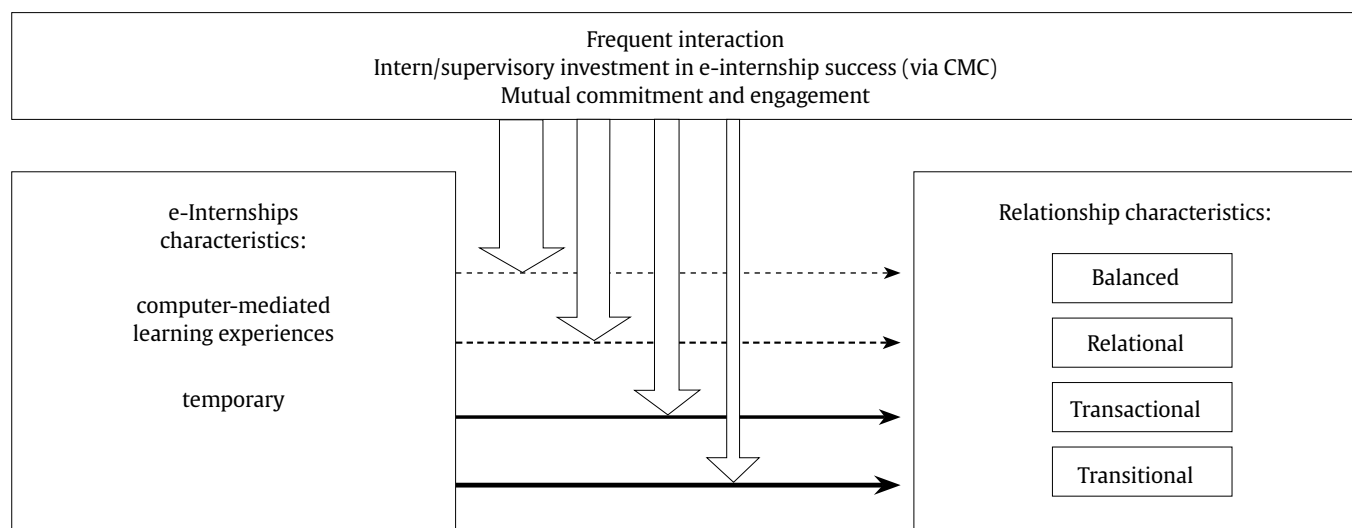 Frequent interaction
Intern/supervisory investment in e-internship success (via CMC)
Mutual commitment and engagement
e-Internships
characteristics:
computer-mediated
learning experiences
temporary
Relationship characteristics:
Balanced
Relational
Transactional
Transitional